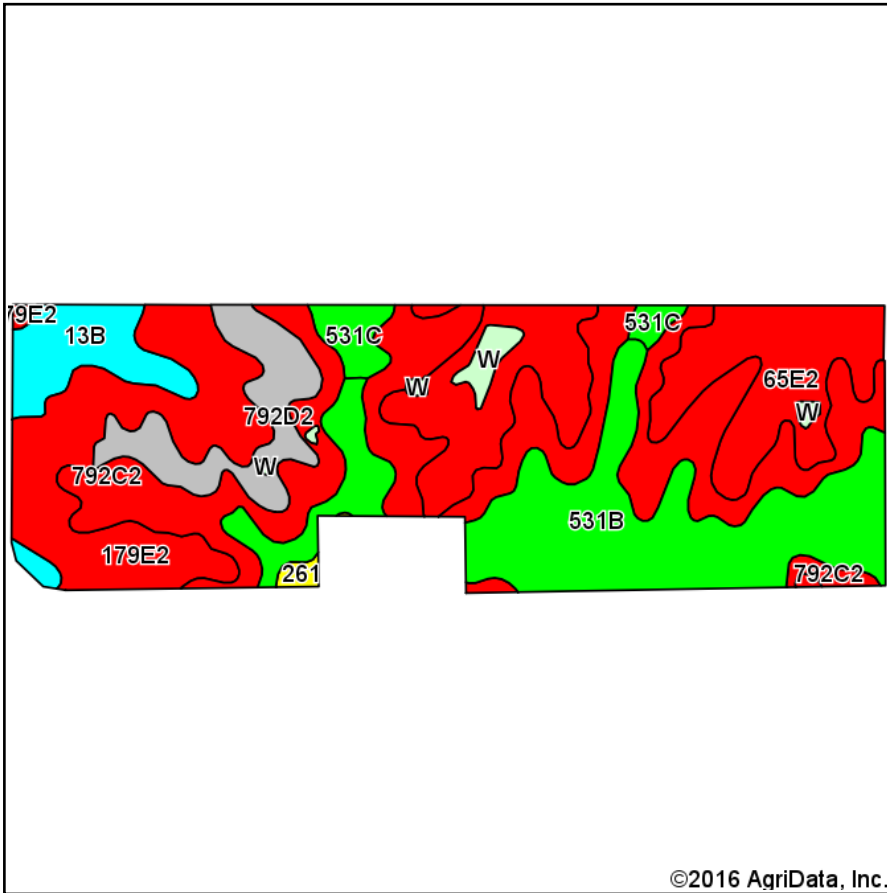 79E2
13B
531C
531C
W
W
65E2
W
792D2
W
792C2
531B
179E2
261
792C2
©2016 AgriData, Inc.